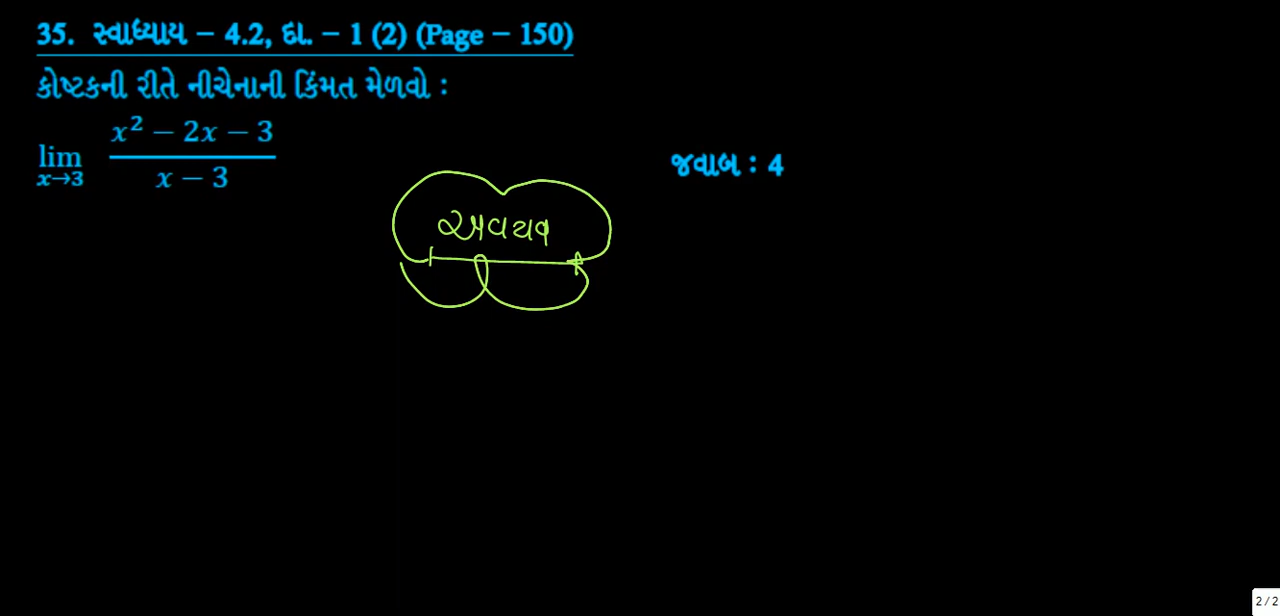 35. સ્વાધ્યાય – 4.2, દા. – 1 (2) (Page – 150)
કોષ્ટકની રીતે નીચેનાની કિંમત મેળવો :
lim x→3 (x² − 2x − 3) / (x − 3)
જવાબ : 4
અવયવ
2 / 2